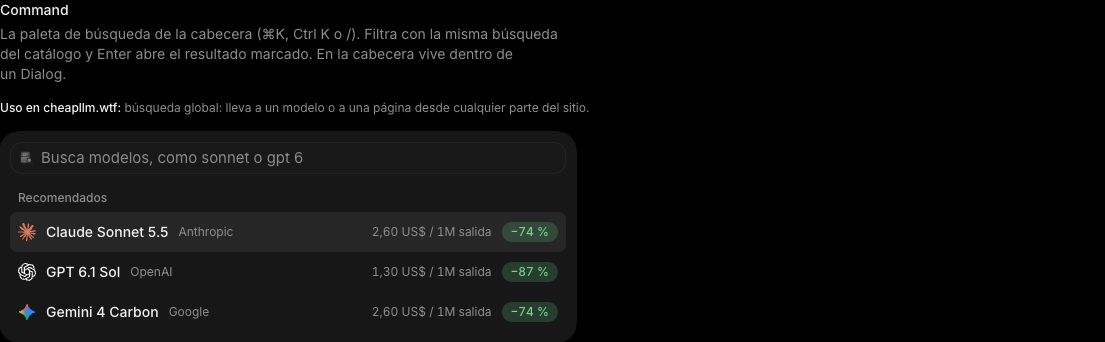 Command
La paleta de búsqueda de la cabecera (⌘K, Ctrl K o /). Filtra con la misma búsqueda
del catálogo y Enter abre el resultado marcado. En la cabecera vive dentro de
un Dialog.
Uso en cheapllm.wtf: búsqueda global: lleva a un modelo o a una página desde cualquier parte del sitio.
Busca modelos, como sonnet o gpt 6
Recomendados
Claude Sonnet 5.5 Anthropic 2,60 US$ / 1M salida −74 %
GPT 6.1 Sol OpenAI 1,30 US$ / 1M salida −87 %
Gemini 4 Carbon Google 2,60 US$ / 1M salida −74 %